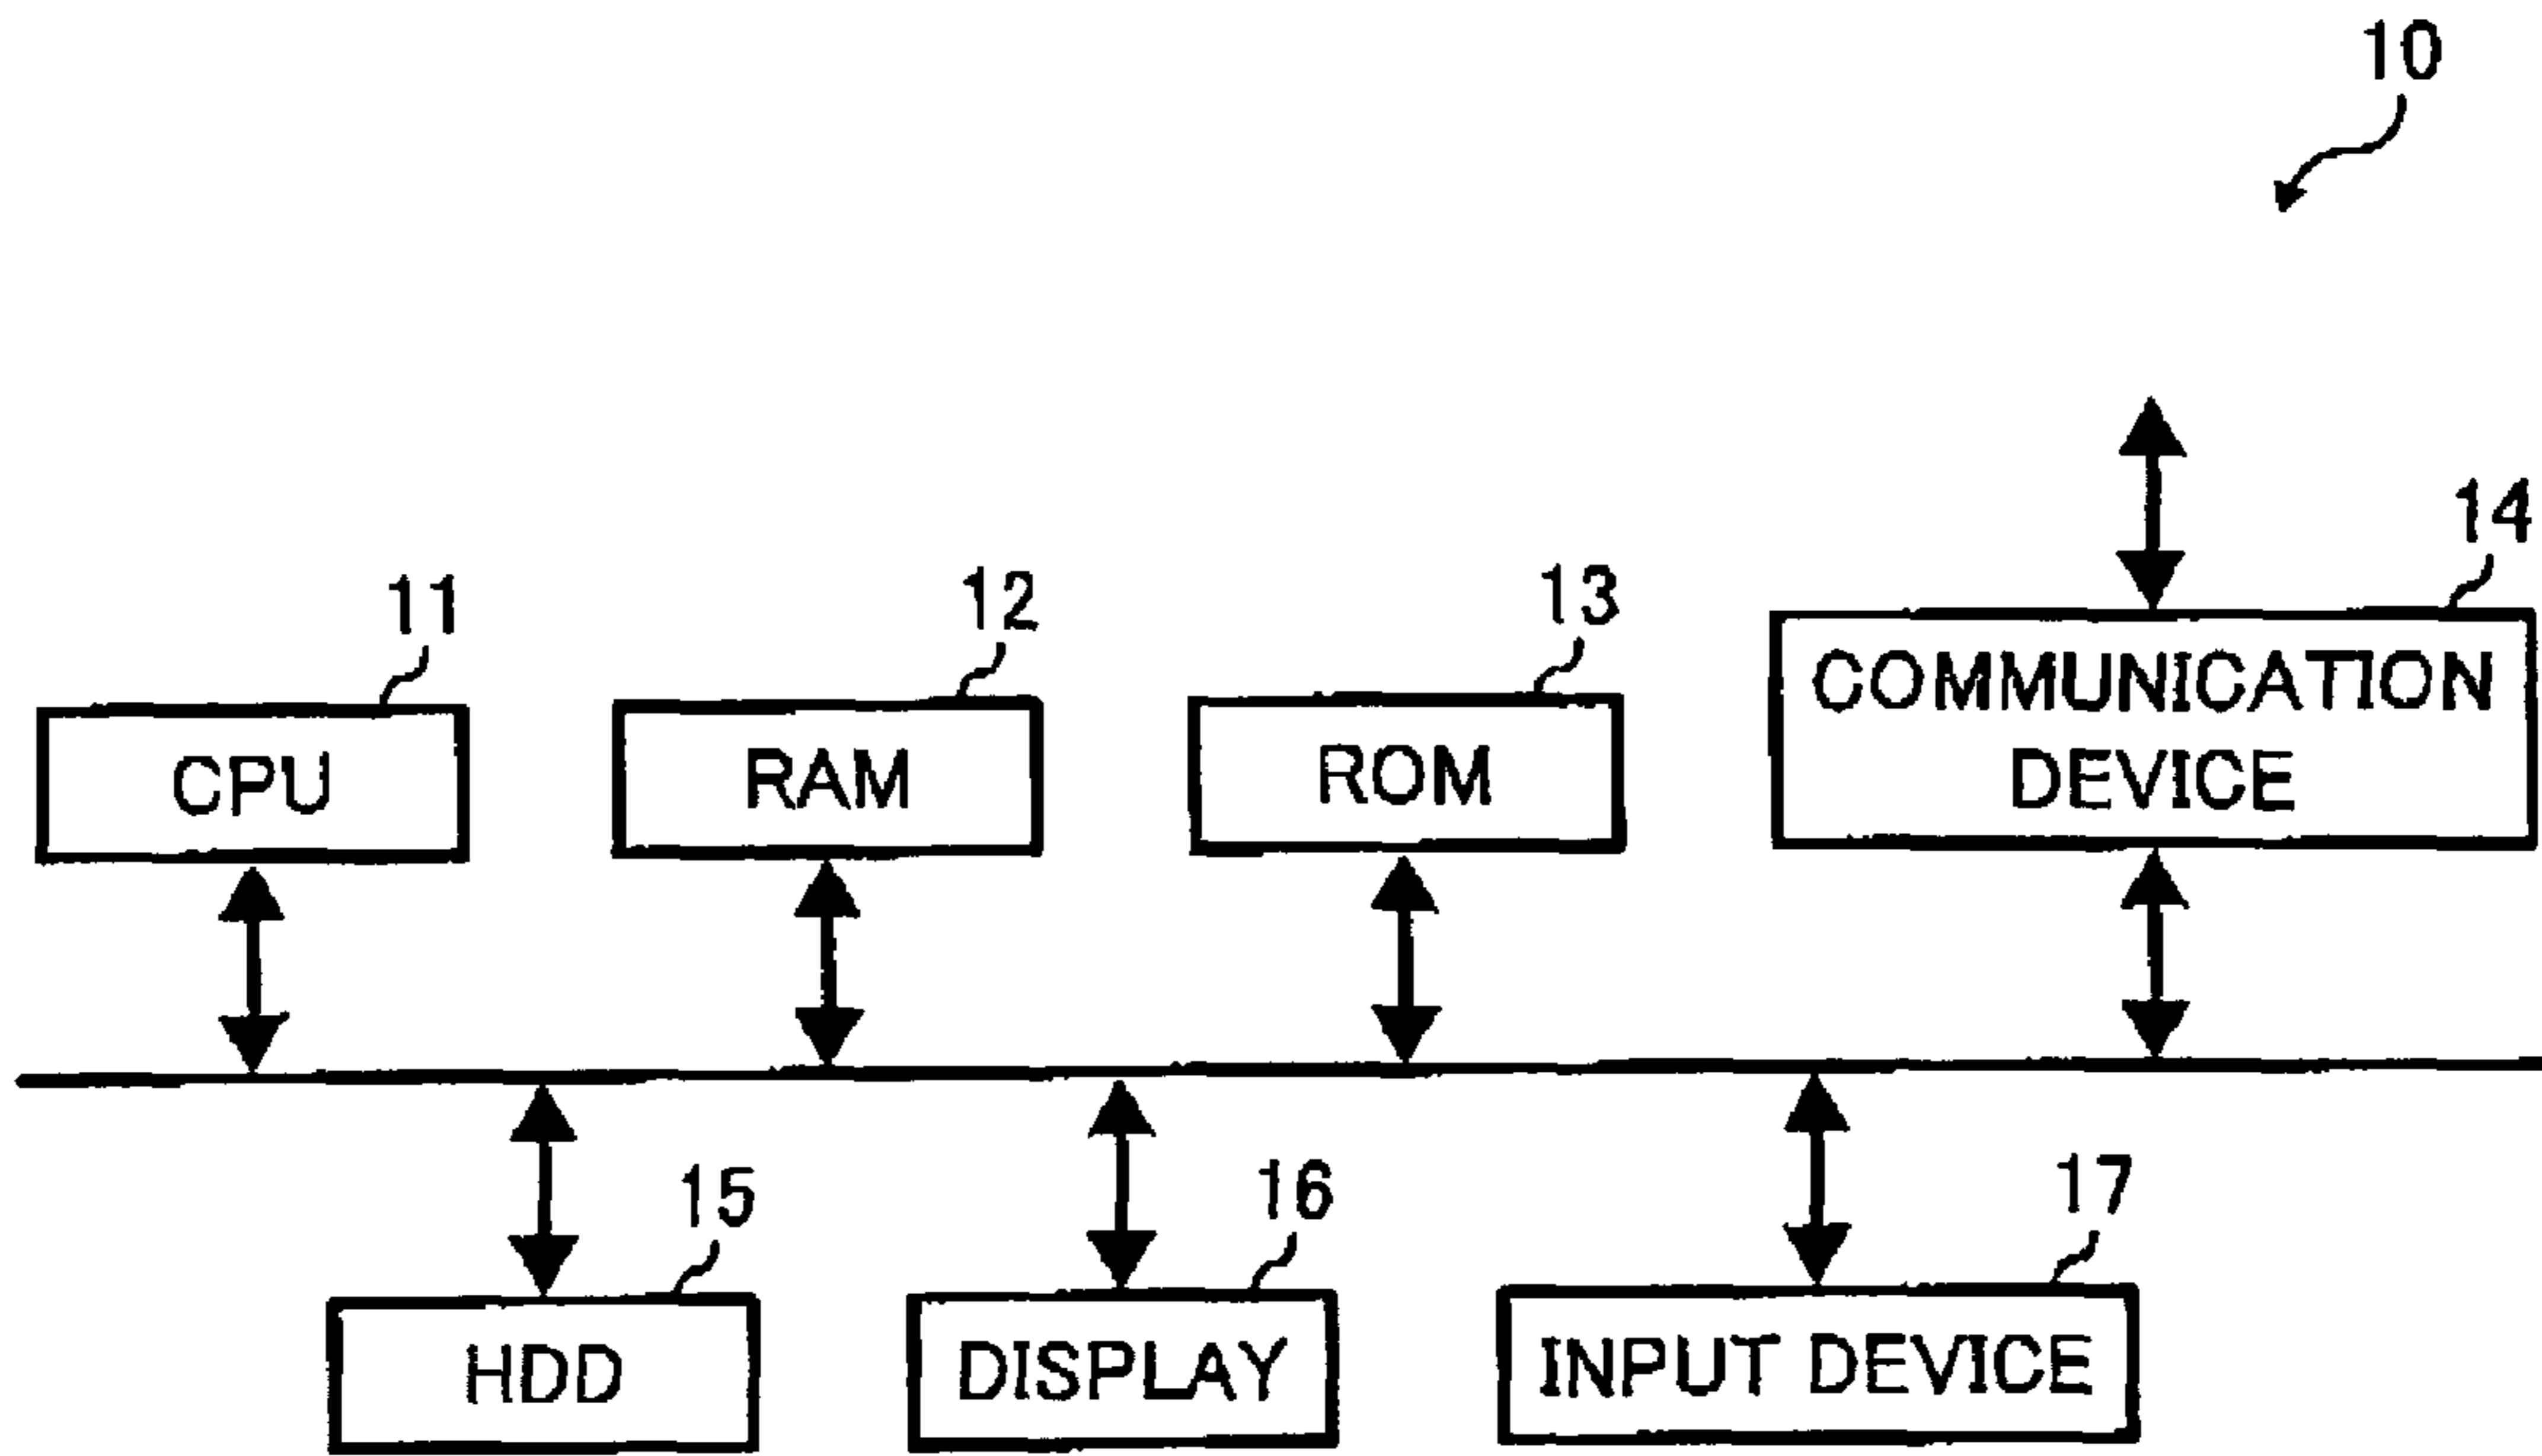 10
14
11
12
13
COMMUNICATION
DEVICE
CPU
RAM
ROM
15
16
17
HDD
DISPLAY
INPUT DEVICE